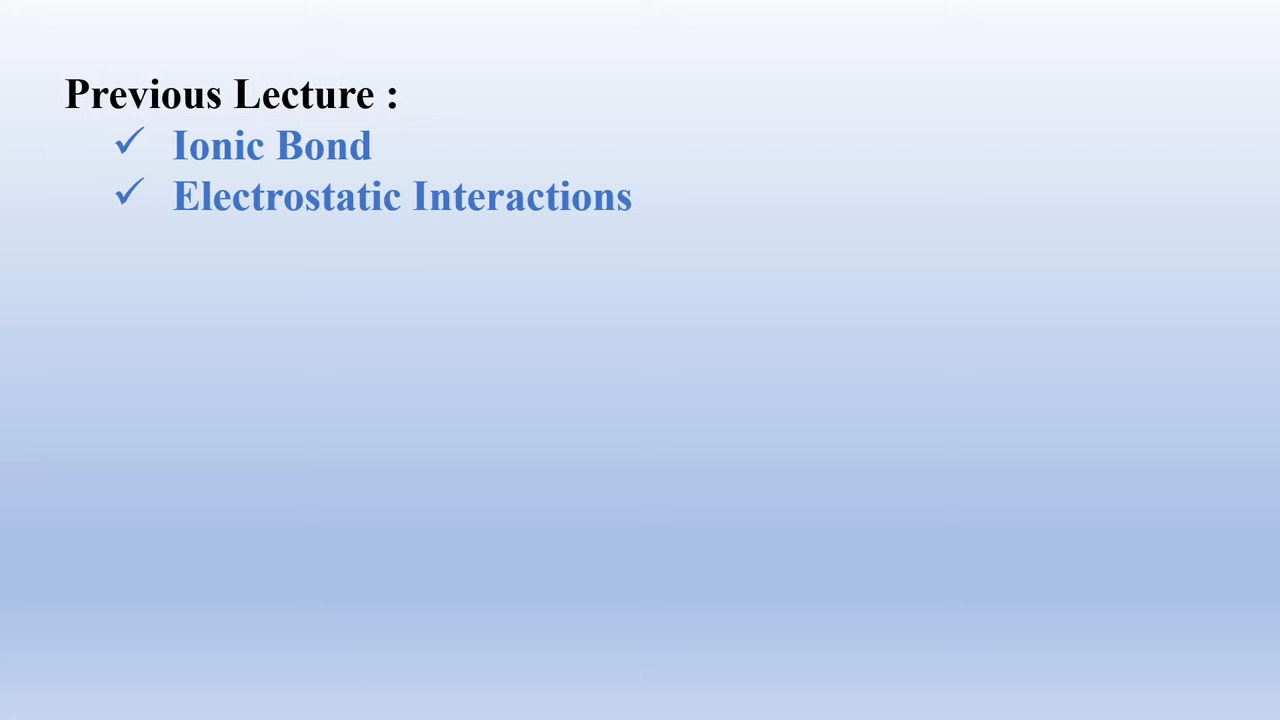 Previous Lecture :
✓ Ionic Bond
✓ Electrostatic Interactions